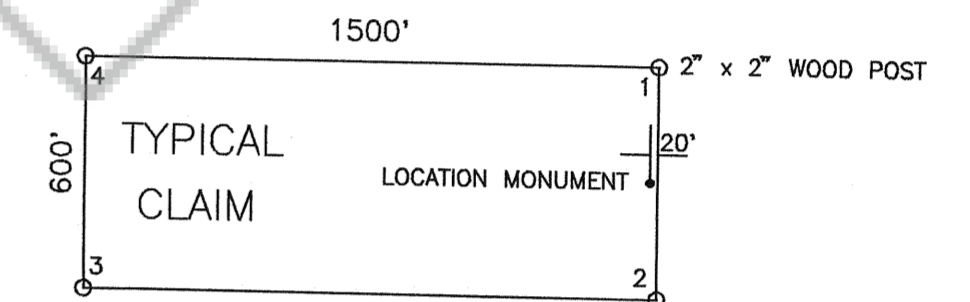 1500'
4
1
2" x 2" WOOD POST
600'
TYPICAL
CLAIM
20'
LOCATION MONUMENT
3
2